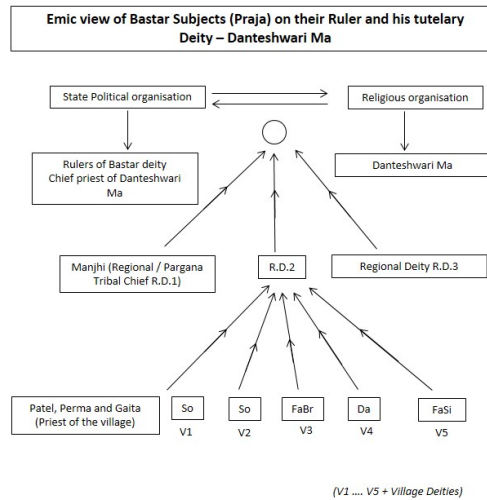 Emic view of Bastar Subjects (Praja) on their Ruler and his tutelary
Deity – Danteshwari Ma
State Political organisation
Religious organisation
Rulers of Bastar deity
Chief priest of Danteshwari
Ma
Danteshwari Ma
Manjhi (Regional / Pargana
Tribal Chief R.D.1)
R.D.2
Regional Deity R.D.3
Patel, Perma and Gaita
(Priest of the village)
So
So
FaBr
Da
FaSi
V1
V2
V3
V4
V5
(V1 .... V5 + Village Deities)